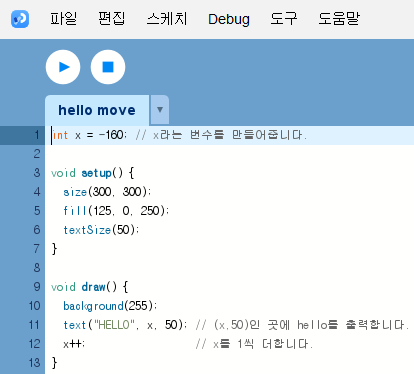 파일 편집 스케치 Debug 도구 도움말
hello move
1 int x = -160; // x라는 변수를 만들어줍니다.
2
3 void setup() {
4 size(300, 300);
5 fill(125, 0, 250);
6 textSize(50);
7 }
8
9 void draw() {
10 background(255);
11 text("HELLO", x, 50); // (x,50)인 곳에 hello를 출력합니다.
12 x++; // x를 1씩 더합니다.
13 }